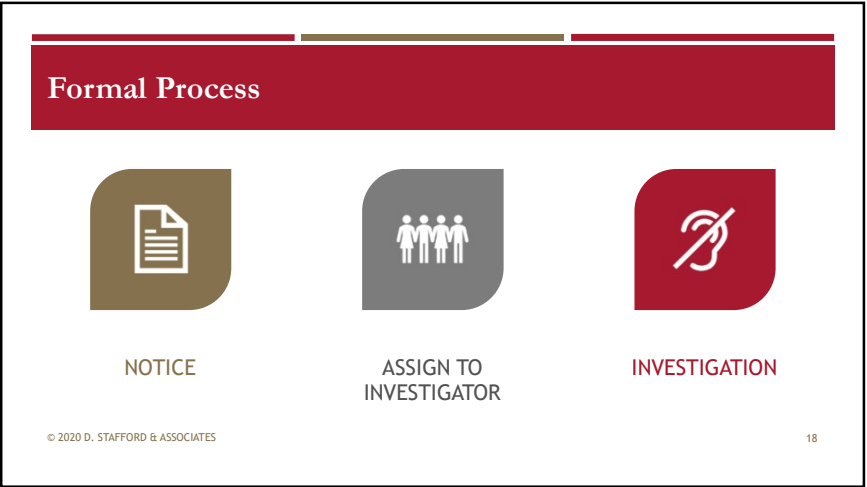 Formal Process
NOTICE
ASSIGN TO
INVESTIGATOR
INVESTIGATION
© 2020 D. STAFFORD & ASSOCIATES
18